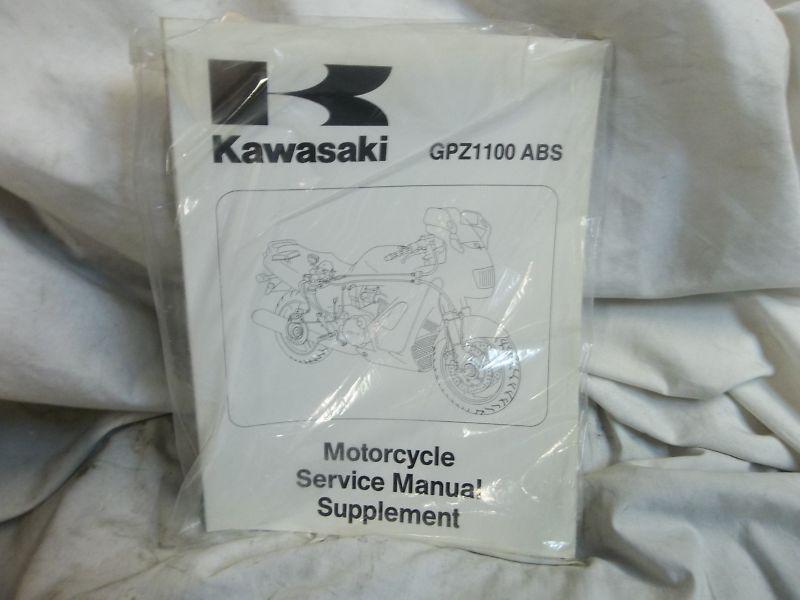 Kawasaki GPZ1100 ABS
Motorcycle
Service Manual
Supplement